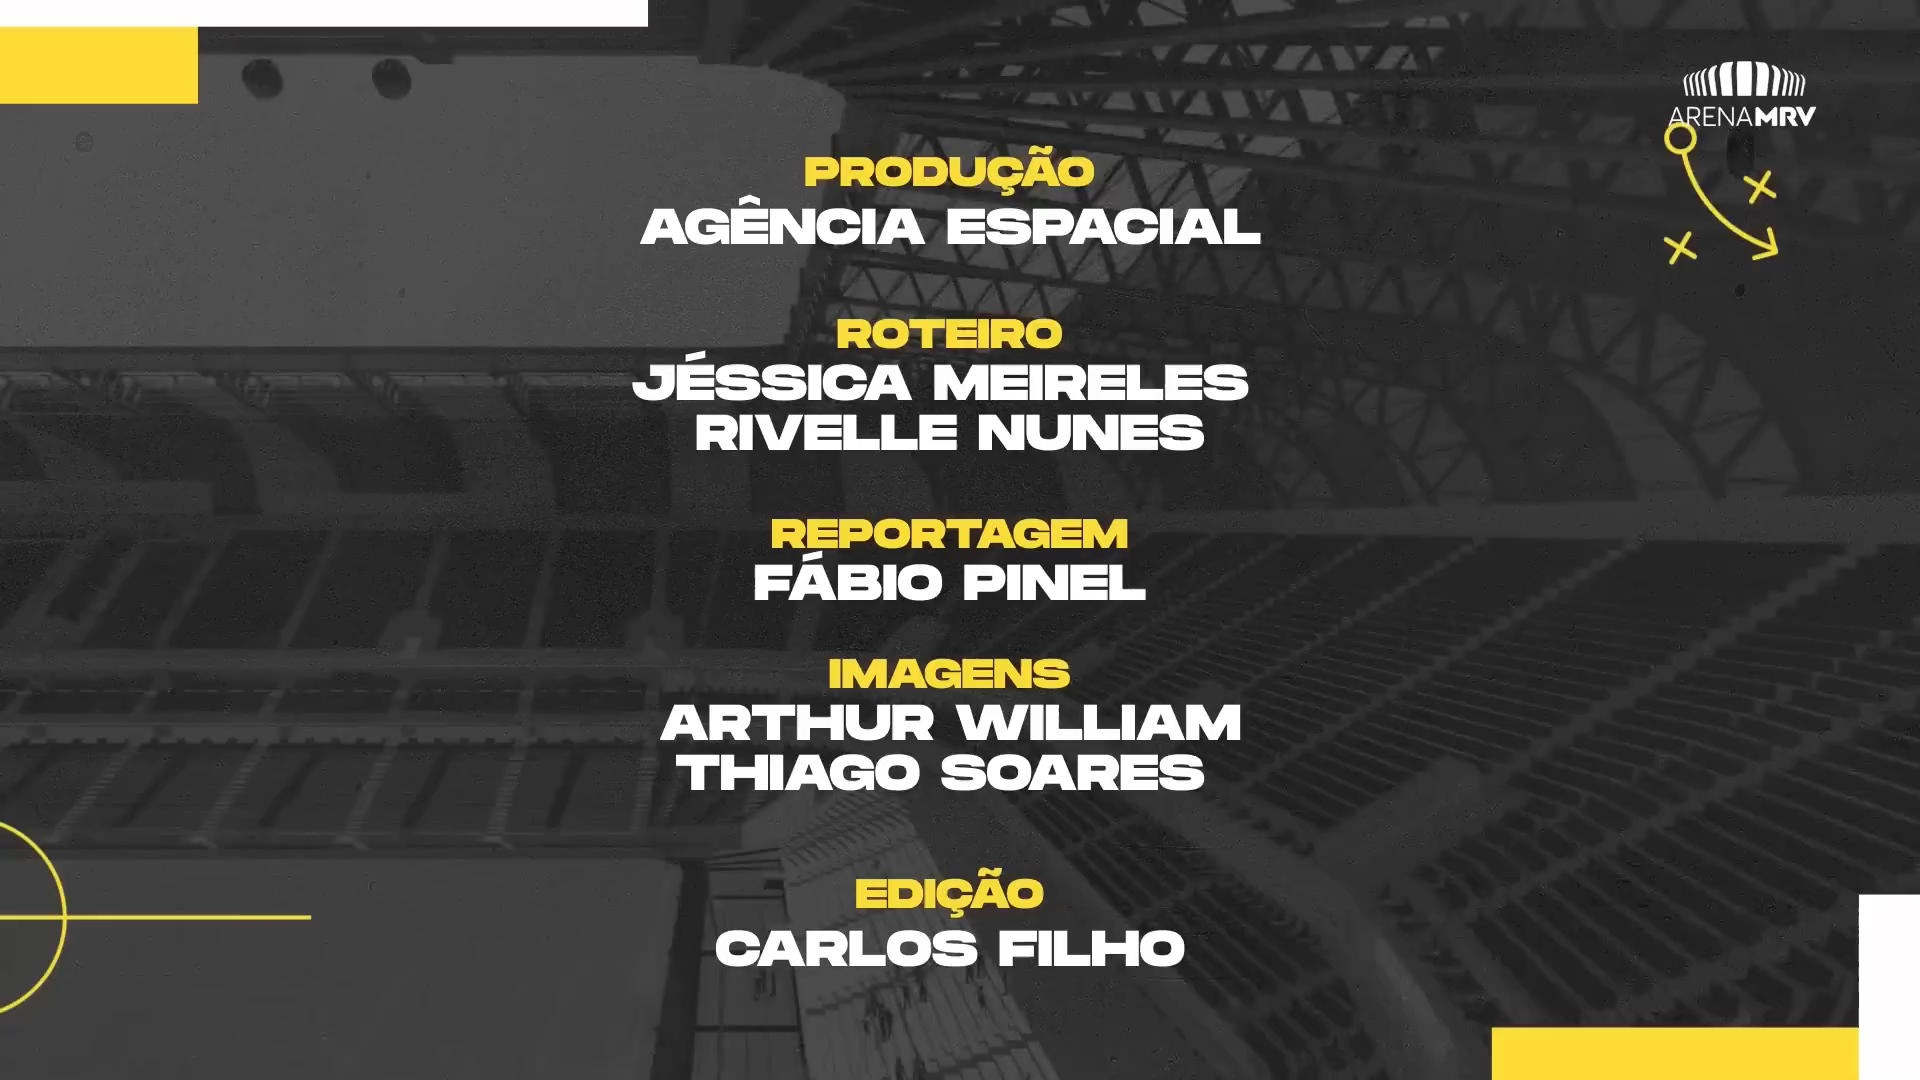 ARENAMRV
PRODUÇÃO
AGÊNCIA ESPACIAL
ROTEIRO
JÉSSICA MEIRELES
RIVELLE NUNES
REPORTAGEM
FÁBIO PINEL
IMAGENS
ARTHUR WILLIAM
THIAGO SOARES
EDIÇÃO
CARLOS FILHO